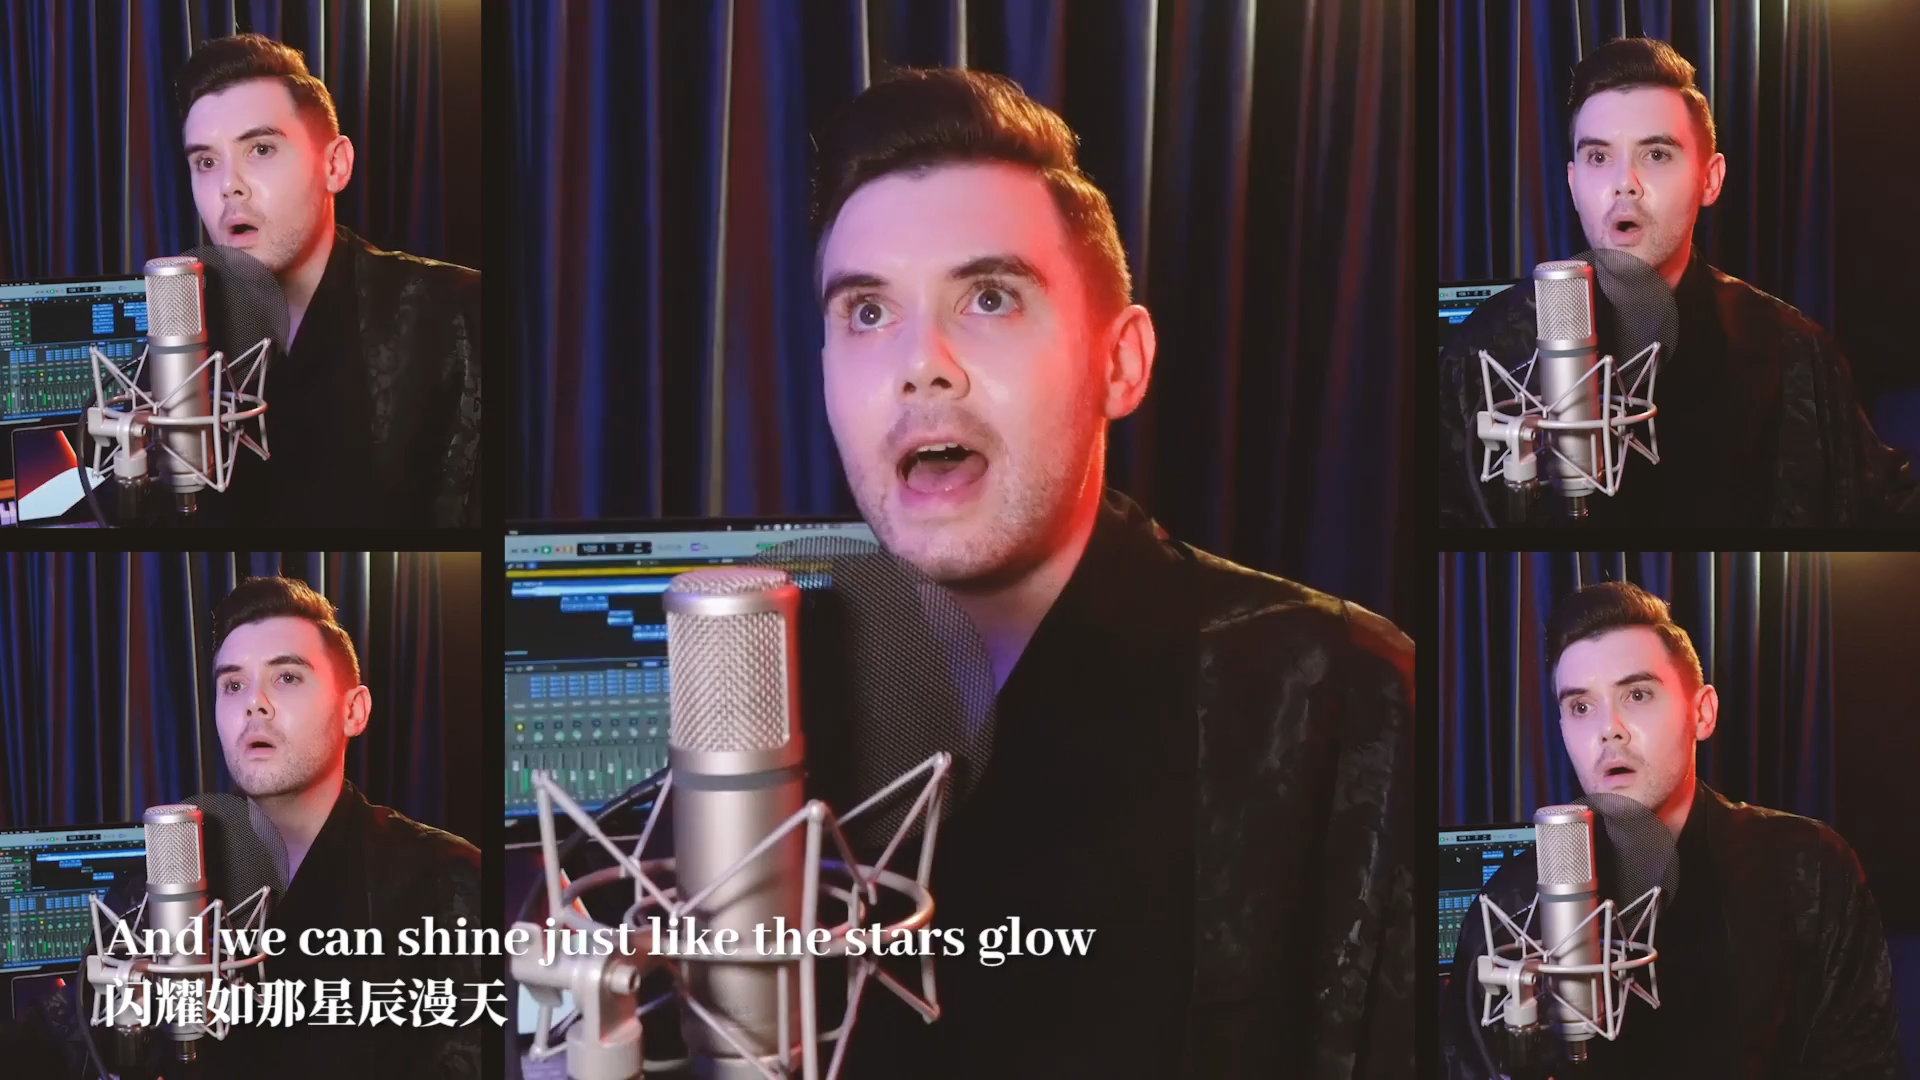 And we can shine just like the stars glow
闪耀如那星辰漫天